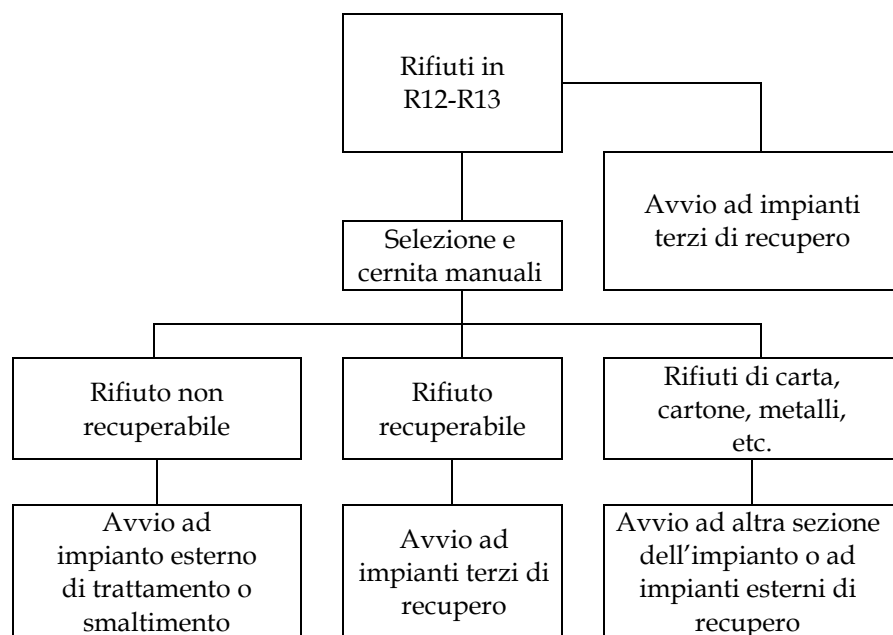 Rifiuti in
R12-R13
Avvio ad impianti
terzi di recupero
Selezione e
cernita manuali
Rifiuto non
recuperabile
Rifiuto
recuperabile
Rifiuti di carta,
cartone, metalli,
etc.
Avvio ad
impianto esterno
di trattamento o
smaltimento
Avvio ad
impianti terzi di
recupero
Avvio ad altra sezione
dell’impianto o ad
impianti esterni di
recupero